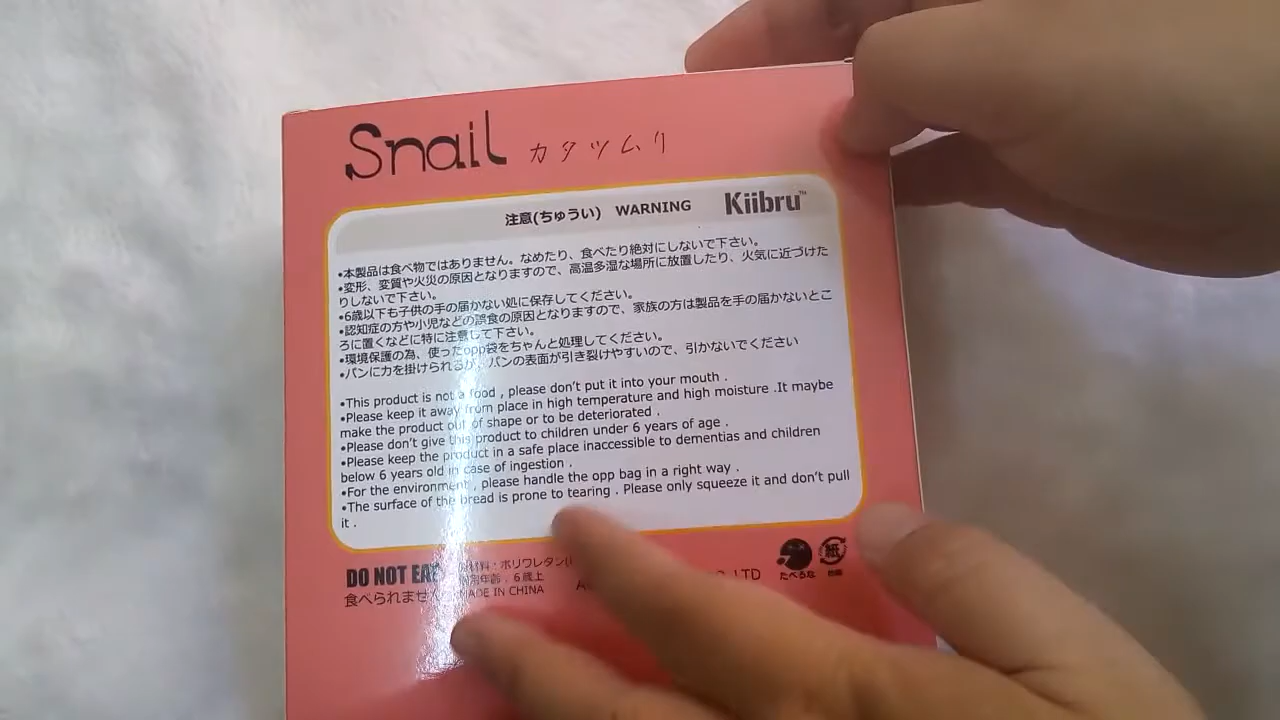 Snail カタツムリ
注意(ちゅうい) WARNING Kiibru™
•本製品は食べ物ではありません。なめたり、食べたり絶対にしないで下さい。
•変形、変質や火災の原因となりますので、高温多湿な場所に放置したり、火気に近づけた
りしないで下さい。
•6歳以下も子供の手の届かない処に保存してください。
•認知症の方や小児などの誤食の原因となりますので、家族の方は製品を手の届かないとこ
ろに置くなどに特に注意して下さい。
•環境保護の為、使ったopp袋をちゃんと処理してください。
•パンに力を掛けられるが、パンの表面が引き裂けやすいので、引かないでください
•This product is not a food , please don't put it into your mouth .
•Please keep it away from place in high temperature and high moisture .It maybe
make the product out of shape or to be deteriorated .
•Please don't give this product to children under 6 years of age .
•Please keep the product in a safe place inaccessible to dementias and children
below 6 years old in case of ingestion .
•For the environment , please handle the opp bag in a right way .
•The surface of the bread is prone to tearing . Please only squeeze it and don't pull
it .
DO NOT EAT 材料：ポリウレタン たべるな 紙
年齢．6歳上 LTD
食べられません MADE IN CHINA